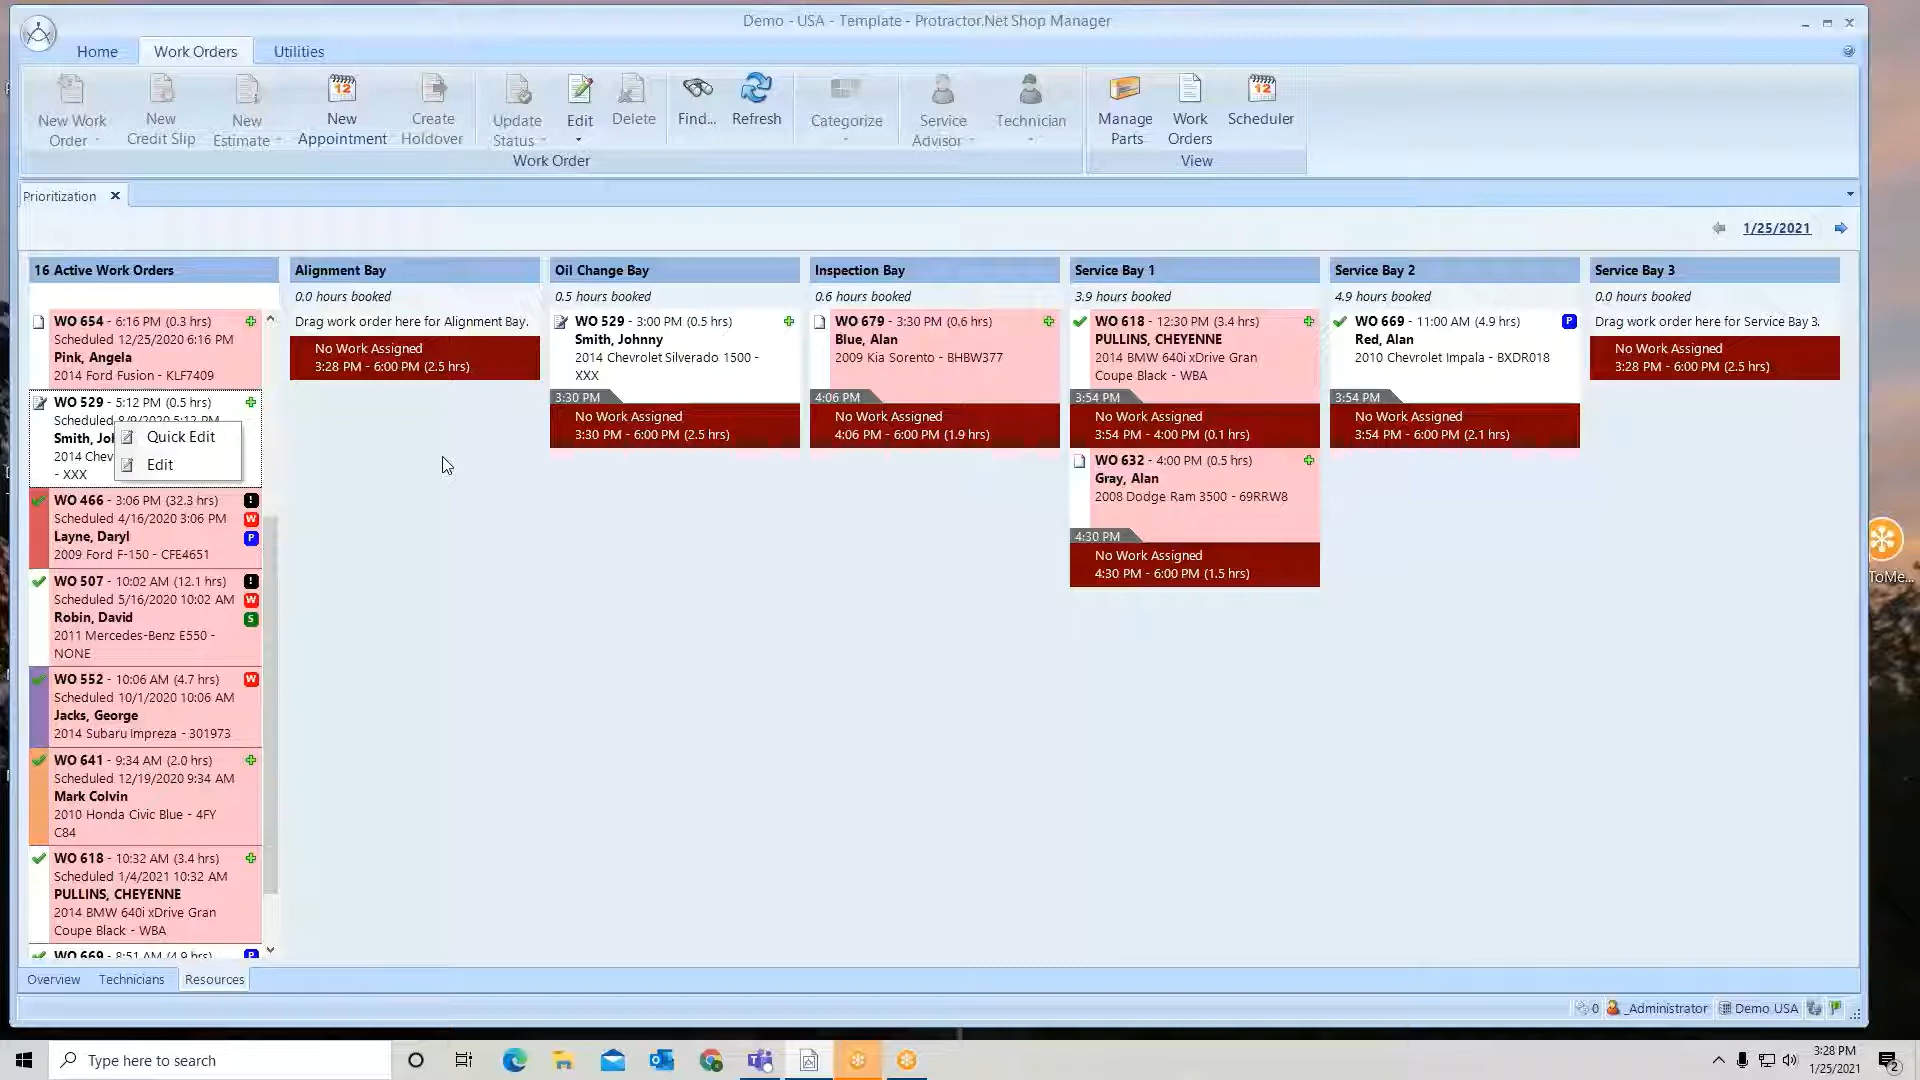 Demo - USA - Template - Protractor.Net Shop Manager
Home
Work Orders
Utilities
New Work
Order
New
Credit Slip
New
Estimate
New
Appointment
Create
Holdover
Update
Status
Edit
Delete
Find...
Refresh
Categorize
Service
Advisor
Technician
Manage
Parts
Work
Orders
Scheduler
Work Order
View
Prioritization
1/25/2021
16 Active Work Orders
WO 654 - 6:16 PM (0.3 hrs)
Scheduled 12/25/2020 6:16 PM
Pink, Angela
2014 Ford Fusion - KLF7409
WO 529 - 5:12 PM (0.5 hrs)
Scheduled 8/9/2020 5:12 PM
Smith, Jo
2014 Chev
- XXX
Quick Edit
Edit
WO 466 - 3:06 PM (32.3 hrs)
Scheduled 4/16/2020 3:06 PM
W
Layne, Daryl
P
2009 Ford F-150 - CFE4651
WO 507 - 10:02 AM (12.1 hrs)
Scheduled 5/16/2020 10:02 AM
W
Robin, David
S
2011 Mercedes-Benz E550 -
NONE
WO 552 - 10:06 AM (4.7 hrs)
W
Scheduled 10/1/2020 10:06 AM
Jacks, George
2014 Subaru Impreza - 301973
WO 641 - 9:34 AM (2.0 hrs)
Scheduled 12/19/2020 9:34 AM
Mark Colvin
2010 Honda Civic Blue - 4FY
C84
WO 618 - 10:32 AM (3.4 hrs)
Scheduled 1/4/2021 10:32 AM
PULLINS, CHEYENNE
2014 BMW 640i xDrive Gran
Coupe Black - WBA
WO 669 - 8:51 AM (4.9 hrs)
P
Alignment Bay
0.0 hours booked
Drag work order here for Alignment Bay.
No Work Assigned
3:28 PM - 6:00 PM (2.5 hrs)
Oil Change Bay
0.5 hours booked
WO 529 - 3:00 PM (0.5 hrs)
Smith, Johnny
2014 Chevrolet Silverado 1500 -
XXX
3:30 PM
No Work Assigned
3:30 PM - 6:00 PM (2.5 hrs)
Inspection Bay
0.6 hours booked
WO 679 - 3:30 PM (0.6 hrs)
Blue, Alan
2009 Kia Sorento - BHBW377
4:06 PM
No Work Assigned
4:06 PM - 6:00 PM (1.9 hrs)
Service Bay 1
3.9 hours booked
WO 618 - 12:30 PM (3.4 hrs)
PULLINS, CHEYENNE
2014 BMW 640i xDrive Gran
Coupe Black - WBA
3:54 PM
No Work Assigned
3:54 PM - 4:00 PM (0.1 hrs)
WO 632 - 4:00 PM (0.5 hrs)
Gray, Alan
2008 Dodge Ram 3500 - 69RRW8
4:30 PM
No Work Assigned
4:30 PM - 6:00 PM (1.5 hrs)
Service Bay 2
4.9 hours booked
WO 669 - 11:00 AM (4.9 hrs)
P
Red, Alan
2010 Chevrolet Impala - BXDR018
3:54 PM
No Work Assigned
3:54 PM - 6:00 PM (2.1 hrs)
Service Bay 3
0.0 hours booked
Drag work order here for Service Bay 3.
No Work Assigned
3:28 PM - 6:00 PM (2.5 hrs)
ToMe...
Overview
Technicians
Resources
0
_Administrator
Demo USA
Type here to search
3:28 PM
1/25/2021
2